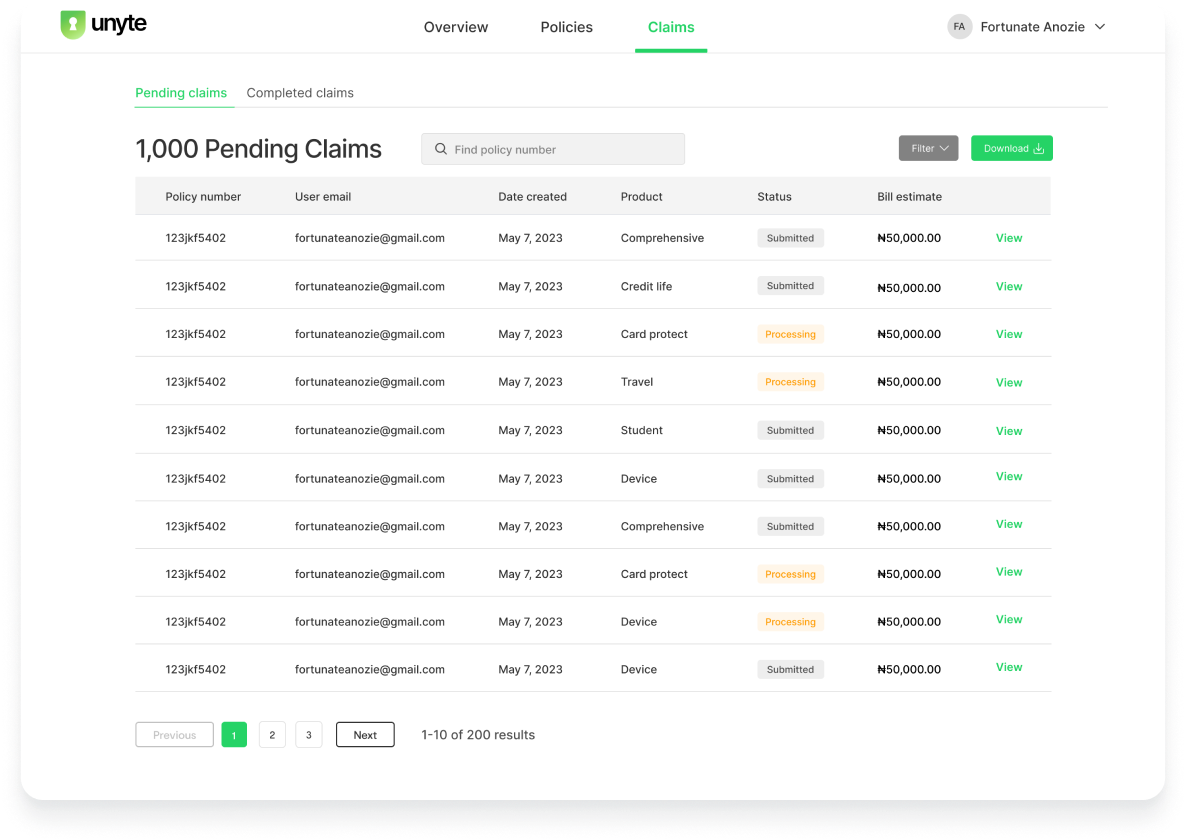 unyte Overview Policies Claims FA Fortunate Anozie
Pending claims Completed claims
1,000 Pending Claims Find policy number Filter Download
Policy number User email Date created Product Status Bill estimate
123jkf5402 fortunateanozie@gmail.com May 7, 2023 Comprehensive Submitted ₦50,000.00 View
123jkf5402 fortunateanozie@gmail.com May 7, 2023 Credit life Submitted ₦50,000.00 View
123jkf5402 fortunateanozie@gmail.com May 7, 2023 Card protect Processing ₦50,000.00 View
123jkf5402 fortunateanozie@gmail.com May 7, 2023 Travel Processing ₦50,000.00 View
123jkf5402 fortunateanozie@gmail.com May 7, 2023 Student Submitted ₦50,000.00 View
123jkf5402 fortunateanozie@gmail.com May 7, 2023 Device Submitted ₦50,000.00 View
123jkf5402 fortunateanozie@gmail.com May 7, 2023 Comprehensive Submitted ₦50,000.00 View
123jkf5402 fortunateanozie@gmail.com May 7, 2023 Card protect Processing ₦50,000.00 View
123jkf5402 fortunateanozie@gmail.com May 7, 2023 Device Processing ₦50,000.00 View
123jkf5402 fortunateanozie@gmail.com May 7, 2023 Device Submitted ₦50,000.00 View
Previous 1 2 3 Next 1-10 of 200 results